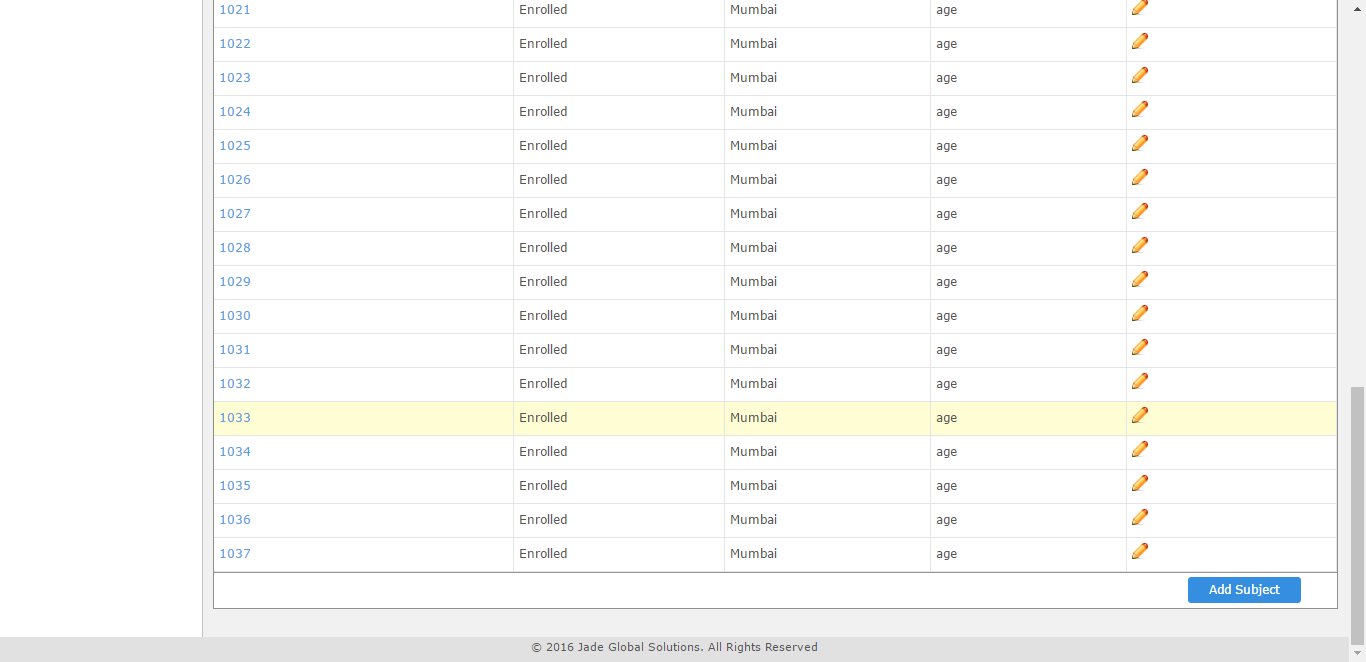 1021 Enrolled Mumbai age
1022 Enrolled Mumbai age
1023 Enrolled Mumbai age
1024 Enrolled Mumbai age
1025 Enrolled Mumbai age
1026 Enrolled Mumbai age
1027 Enrolled Mumbai age
1028 Enrolled Mumbai age
1029 Enrolled Mumbai age
1030 Enrolled Mumbai age
1031 Enrolled Mumbai age
1032 Enrolled Mumbai age
1033 Enrolled Mumbai age
1034 Enrolled Mumbai age
1035 Enrolled Mumbai age
1036 Enrolled Mumbai age
1037 Enrolled Mumbai age
Add Subject
© 2016 Jade Global Solutions. All Rights Reserved